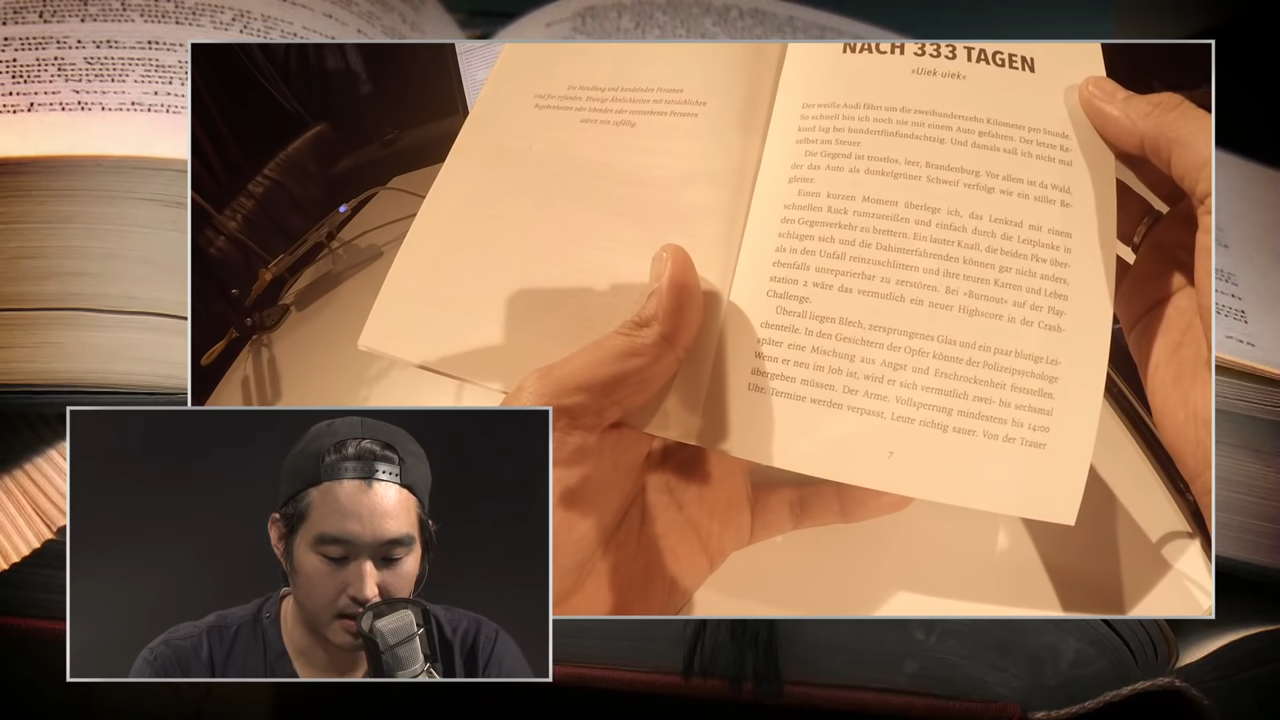 Die Handlung und handelnden Personen
sind frei erfunden. Etwaige Ähnlichkeiten mit tatsächlichen
Begebenheiten oder lebenden oder verstorbenen Personen
wären rein zufällig.
NACH 333 TAGEN
»Uiek-uiek«
Der weiße Audi fährt um die zweihundertzehn Kilometer pro Stunde.
So schnell bin ich noch nie mit einem Auto gefahren. Der letzte Re-
kord lag bei hundertfünfundachtzig. Und damals saß ich nicht mal
selbst am Steuer.
Die Gegend ist trostlos, leer, Brandenburg. Vor allem ist da Wald,
der das Auto als dunkelgrüner Schweif verfolgt wie ein stiller Be-
gleiter.
Einen kurzen Moment überlege ich, das Lenkrad mit einem
schnellen Ruck rumzureißen und einfach durch die Leitplanke in
den Gegenverkehr zu brettern. Ein lauter Knall, die beiden Pkw über-
schlagen sich und die Dahinterfahrenden können gar nicht anders,
als in den Unfall reinzuschlittern und ihre teuren Karren und Leben
ebenfalls unreparierbar zu zerstören. Bei »Burnout« auf der Play-
station 2 wäre das vermutlich ein neuer Highscore in der Crash-
Challenge.
Überall liegen Blech, zersprungenes Glas und ein paar blutige Lei-
chenteile. In den Gesichtern der Opfer könnte der Polizeipsychologe
später eine Mischung aus Angst und Erschrockenheit feststellen.
Wenn er neu im Job ist, wird er sich vermutlich zwei- bis sechsmal
übergeben müssen. Der Arme. Vollsperrung mindestens bis 14:00
Uhr. Termine werden verpasst, Leute richtig sauer. Von der Trauer
7